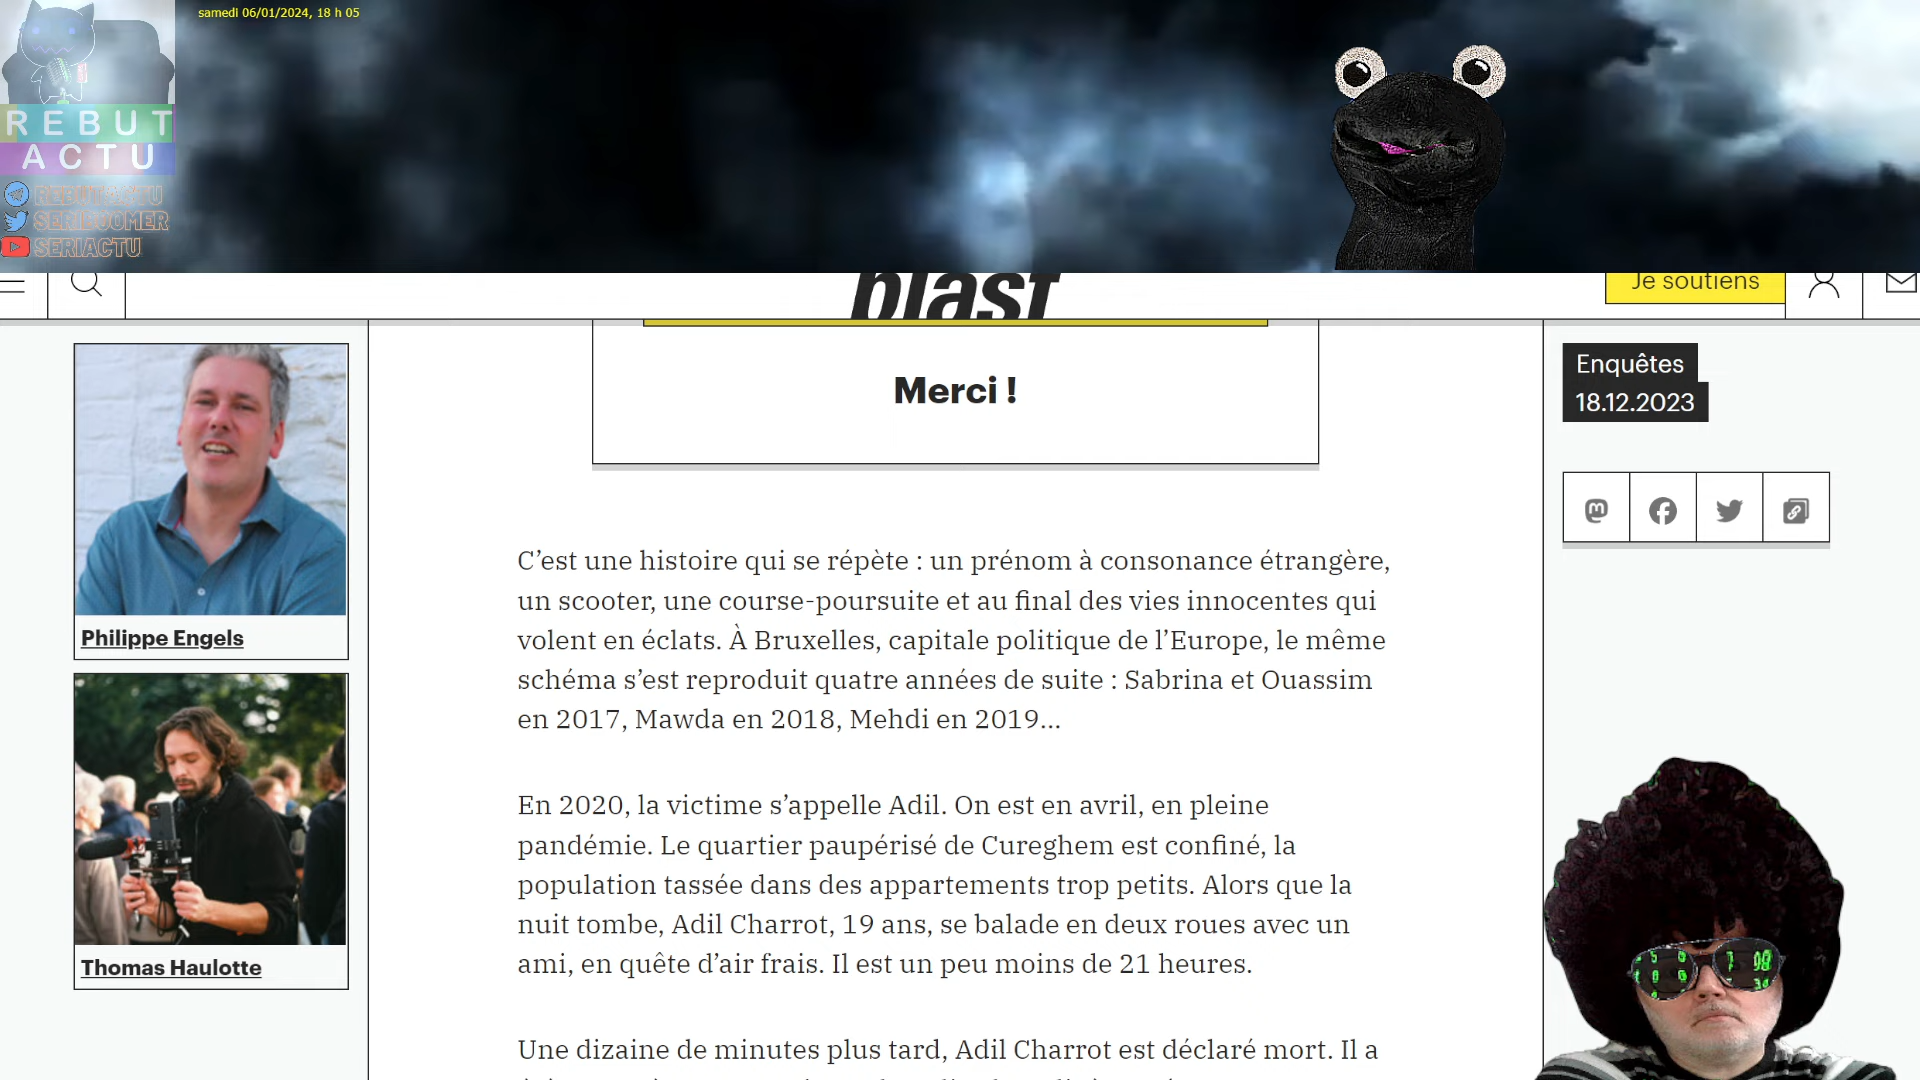 samedi 06/01/2024, 18 h 05
REBUT
ACTU
REBUTACTU
SERIBOOMER
SERIACTU
blast
Je soutiens
Philippe Engels
Thomas Haulotte
Merci !
C’est une histoire qui se répète : un prénom à consonance étrangère,
un scooter, une course-poursuite et au final des vies innocentes qui
volent en éclats. À Bruxelles, capitale politique de l’Europe, le même
schéma s’est reproduit quatre années de suite : Sabrina et Ouassim
en 2017, Mawda en 2018, Mehdi en 2019…
En 2020, la victime s’appelle Adil. On est en avril, en pleine
pandémie. Le quartier paupérisé de Cureghem est confiné, la
population tassée dans des appartements trop petits. Alors que la
nuit tombe, Adil Charrot, 19 ans, se balade en deux roues avec un
ami, en quête d’air frais. Il est un peu moins de 21 heures.
Une dizaine de minutes plus tard, Adil Charrot est déclaré mort. Il a
Enquêtes
18.12.2023